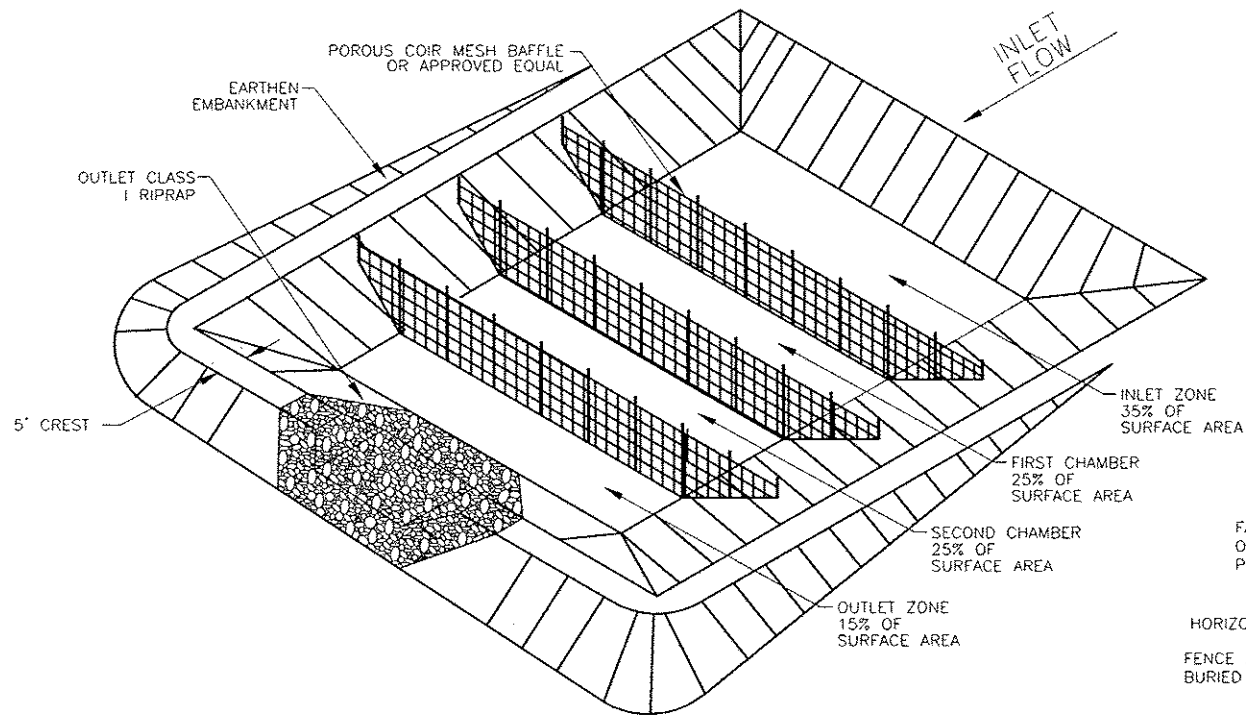 INLET
FLOW
POROUS COIR MESH BAFFLE
OR APPROVED EQUAL
EARTHEN
EMBANKMENT
OUTLET CLASS
I RIPRAP
5' CREST
INLET ZONE
35% OF
SURFACE AREA
FIRST CHAMBER
25% OF
SURFACE AREA
SECOND CHAMBER
25% OF
SURFACE AREA
OUTLET ZONE
15% OF
SURFACE AREA
HORIZO
FENCE
BURIED